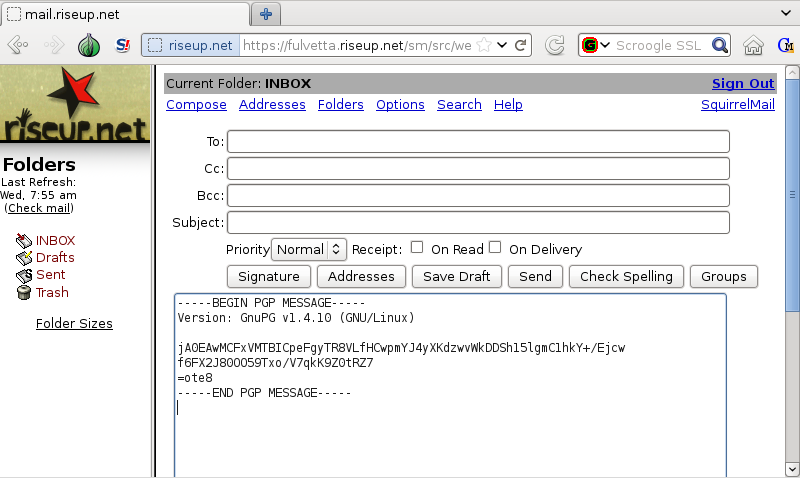 mail.riseup.net
riseup.net https://fulvetta.riseup.net/sm/src/we Scroogle SSL
riseup.net
Current Folder: INBOX Sign Out
Compose Addresses Folders Options Search Help SquirrelMail
Folders
Last Refresh:
Wed, 7:55 am
(Check mail)
INBOX
Drafts
Sent
Trash
Folder Sizes
To:
Cc:
Bcc:
Subject:
Priority Normal Receipt: On Read On Delivery
Signature Addresses Save Draft Send Check Spelling Groups
-----BEGIN PGP MESSAGE-----
Version: GnuPG v1.4.10 (GNU/Linux)
jA0EAwMCFxVMTBICpeFgyTR8VLfHCwpmYJ4yXKdzwvWkDDSh15lgmC1hkY+/Ejcw
f6FX2J80OO59Txo/V7qkK9Z0tRZ7
=ote8
-----END PGP MESSAGE-----